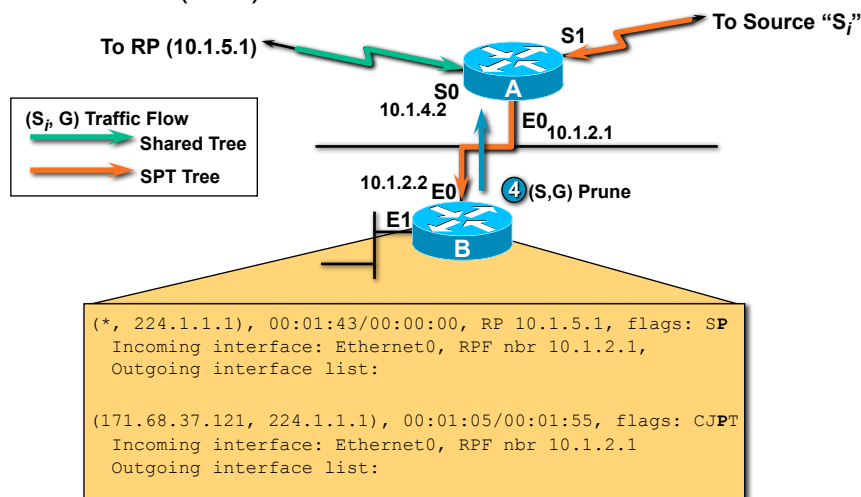 To Source “Si”
S1
To RP (10.1.5.1)
S0
A
10.1.4.2
E0
10.1.2.1
(Si, G) Traffic Flow
Shared Tree
SPT Tree
10.1.2.2
E0
4 (S,G) Prune
E1
B
(*, 224.1.1.1), 00:01:43/00:00:00, RP 10.1.5.1, flags: SP
Incoming interface: Ethernet0, RPF nbr 10.1.2.1,
Outgoing interface list:
(171.68.37.121, 224.1.1.1), 00:01:05/00:01:55, flags: CJPT
Incoming interface: Ethernet0, RPF nbr 10.1.2.1
Outgoing interface list: